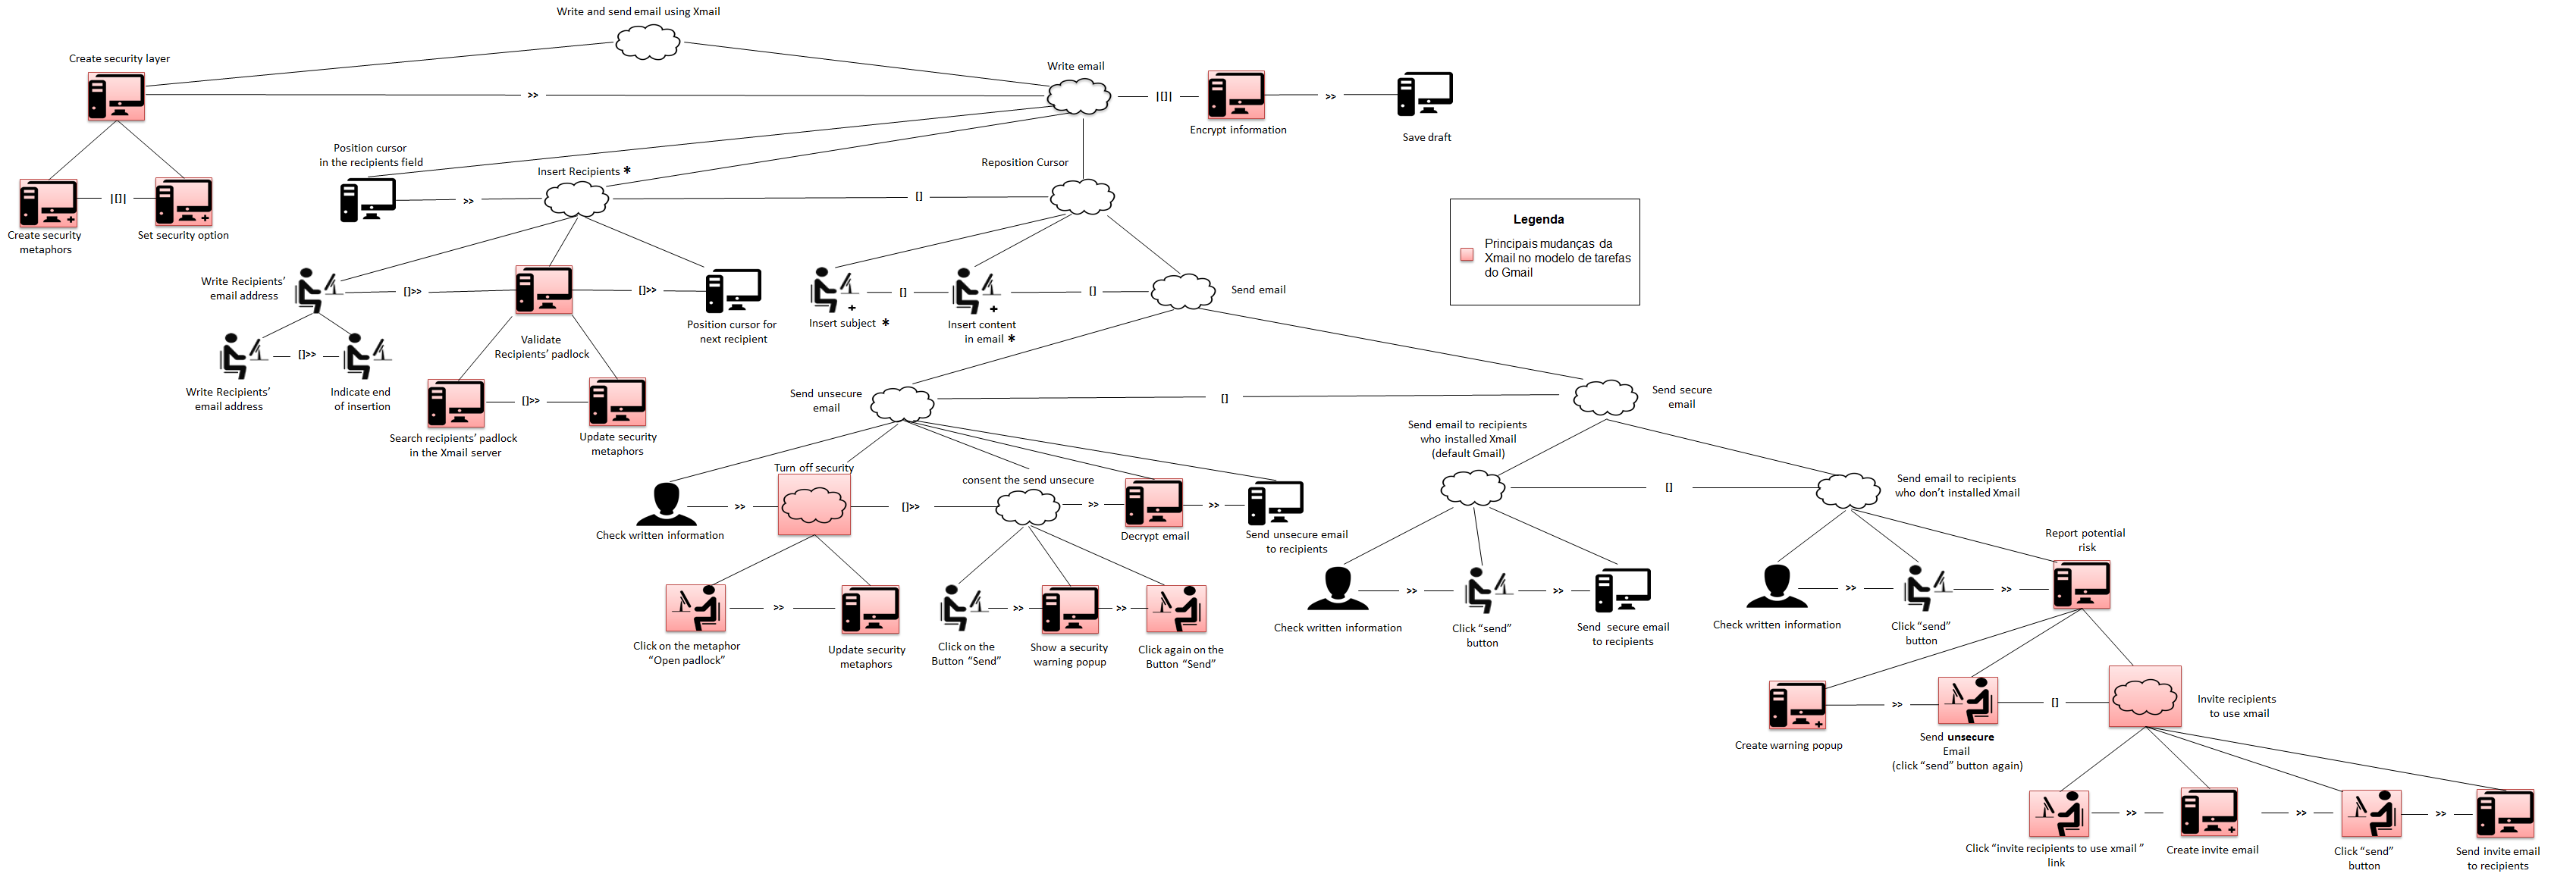 Write and send email using Xmail
Create security layer
Write email
>>
|[]|
>>
Encrypt information
Save draft
Position cursor
in the recipients field
Insert Recipients *
Reposition Cursor
|[]|
>>
[]
Create security
metaphors
Set security option
Legenda
Principais mudanças da
Xmail no modelo de tarefas
do Gmail
Write Recipients’
email address
[]>>
[]>>
Position cursor for
next recipient
[]
[]
Send email
Insert subject *
Insert content
in email *
Validate
Recipients’ padlock
[]>>
Write Recipients’
email address
Indicate end
of insertion
[]>>
Search recipients’ padlock
in the Xmail server
Update security
metaphors
Send unsecure
email
[]
Send secure
email
Send email to recipients
who installed Xmail
(default Gmail)
Turn off security
consent the send unsecure
[]
Send email to recipients
who don’t installed Xmail
>>
[]>>
>>
>>
Check written information
Decrypt email
Send unsecure email
to recipients
Report potential
risk
>>
>>
>>
>>
>>
>>
>>
Click on the metaphor
“Open padlock”
Update security
metaphors
Click on the
Button “Send”
Show a security
warning popup
Click again on the
Button “Send”
Check written information
Click “send”
button
Send secure email
to recipients
Check written information
Click “send”
button
>>
[]
Invite recipients
to use xmail
Create warning popup
Send unsecure
Email
(click “send” button again)
>>
>>
>>
Click “invite recipients to use xmail ”
link
Create invite email
Click “send”
button
Send invite email
to recipients